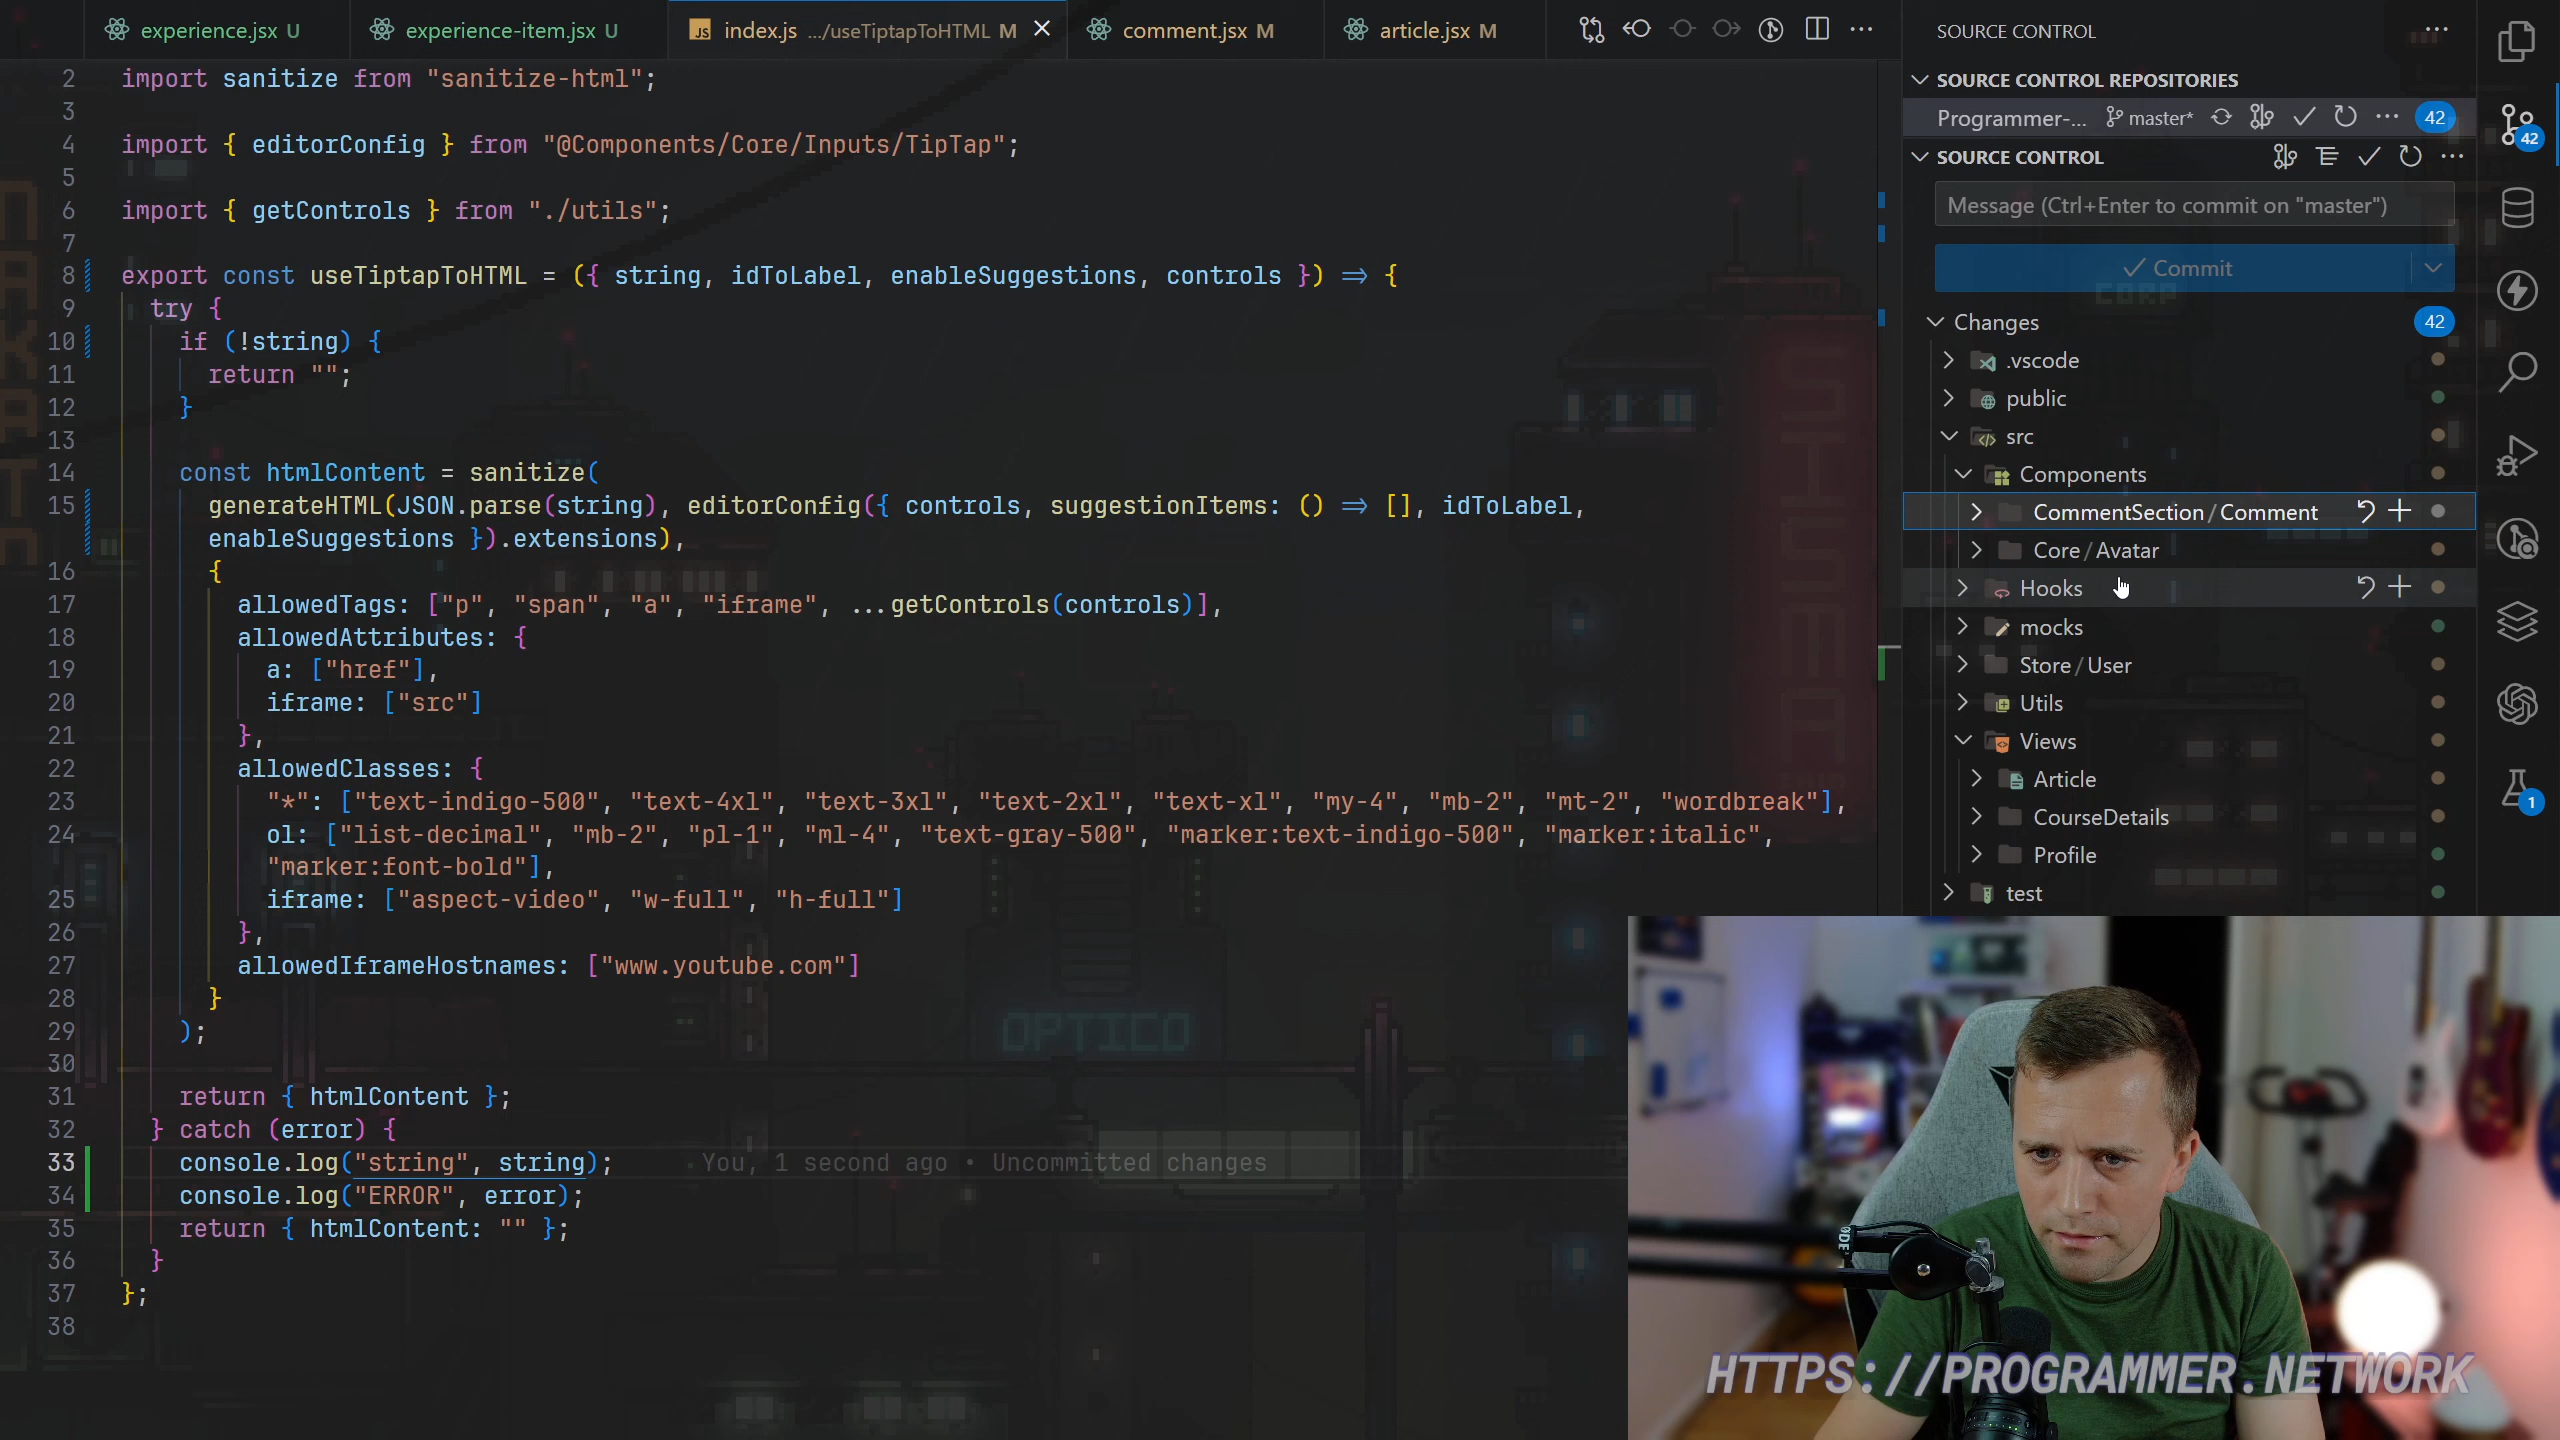 experience.jsx U
experience-item.jsx U
JS index.js .../useTiptapToHTML M
comment.jsx M
article.jsx M
2 import sanitize from "sanitize-html";
3
4 import { editorConfig } from "@Components/Core/Inputs/TipTap";
5
6 import { getControls } from "./utils";
7
8 export const useTiptapToHTML = ({ string, idToLabel, enableSuggestions, controls }) => {
9 try {
10 if (!string) {
11 return "";
12 }
13
14 const htmlContent = sanitize(
15 generateHTML(JSON.parse(string), editorConfig({ controls, suggestionItems: () => [], idToLabel,
enableSuggestions }).extensions),
16 {
17 allowedTags: ["p", "span", "a", "iframe", ...getControls(controls)],
18 allowedAttributes: {
19 a: ["href"],
20 iframe: ["src"]
21 },
22 allowedClasses: {
23 "*": ["text-indigo-500", "text-4xl", "text-3xl", "text-2xl", "text-xl", "my-4", "mb-2", "mt-2", "wordbreak"],
24 ol: ["list-decimal", "mb-2", "pl-1", "ml-4", "text-gray-500", "marker:text-indigo-500", "marker:italic",
"marker:font-bold"],
25 iframe: ["aspect-video", "w-full", "h-full"]
26 },
27 allowedIframeHostnames: ["www.youtube.com"]
28 }
29 );
30
31 return { htmlContent };
32 } catch (error) {
33 console.log("string", string); You, 1 second ago • Uncommitted changes
34 console.log("ERROR", error);
35 return { htmlContent: "" };
36 }
37 };
38
OPTICO
SOURCE CONTROL
SOURCE CONTROL REPOSITORIES
Programmer-... master* 42
SOURCE CONTROL
Message (Ctrl+Enter to commit on "master")
Commit
CORP
Changes 42
.vscode
public
src
Components
CommentSection / Comment
Core / Avatar
Hooks
mocks
Store / User
Utils
Views
Article
CourseDetails
Profile
test
42
1
HTTPS://PROGRAMMER.NETWORK